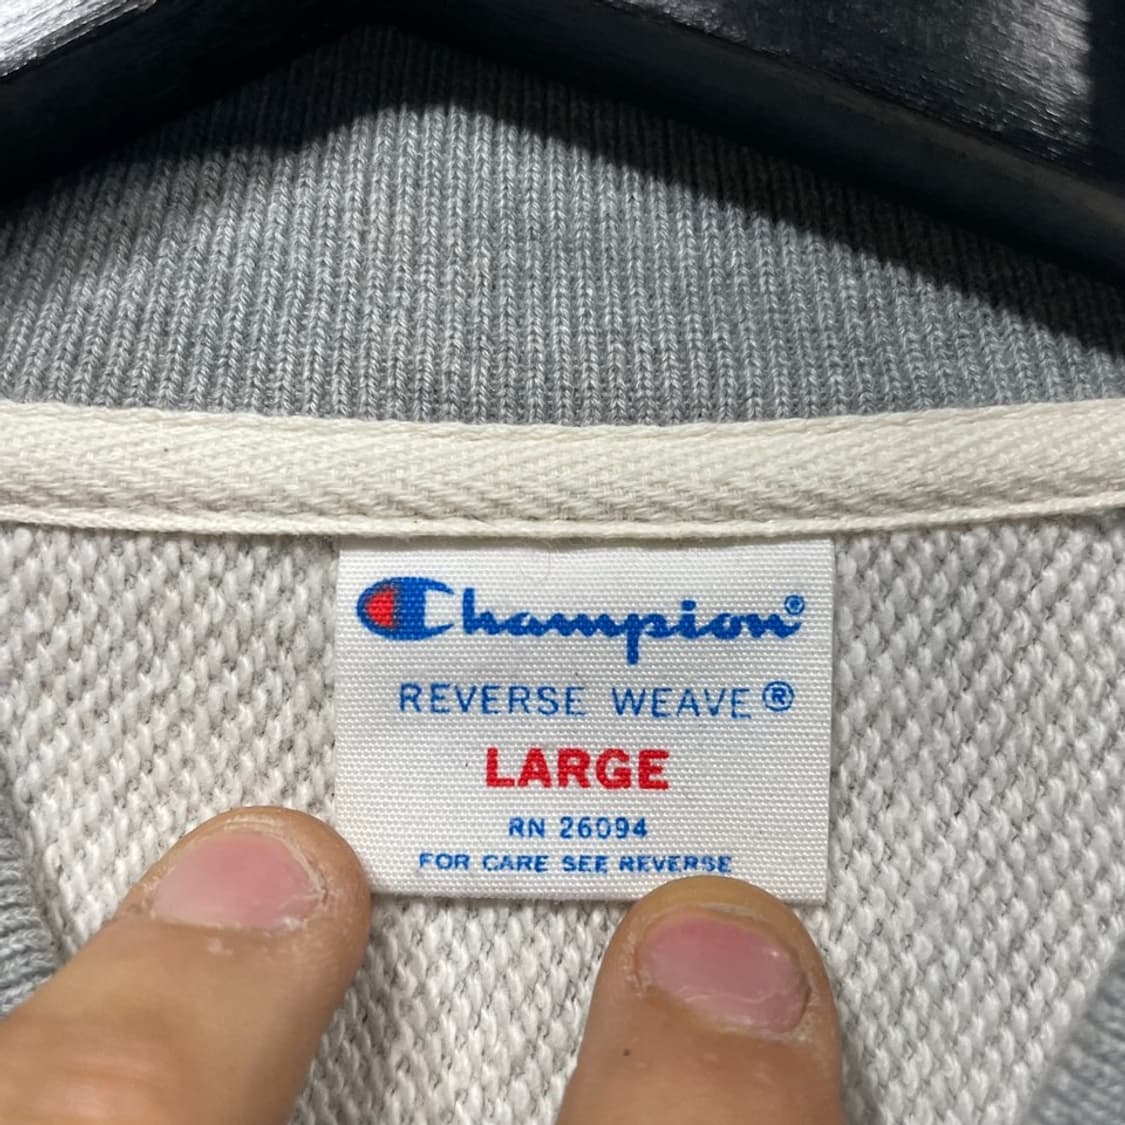 Champion®
REVERSE WEAVE®
LARGE
RN 26094
FOR CARE SEE REVERSE